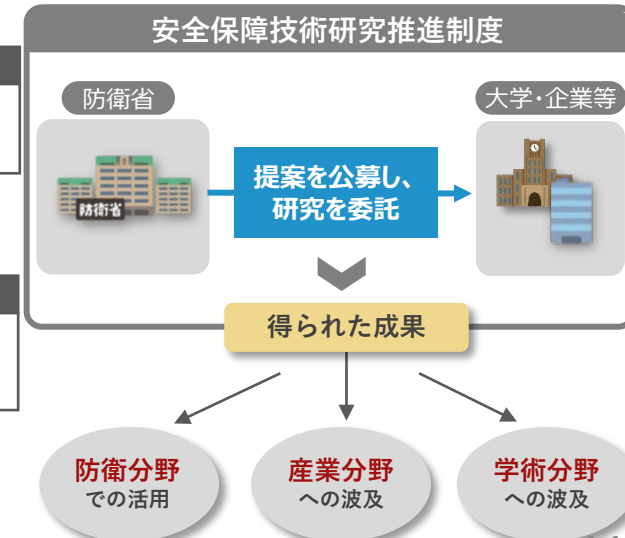 安全保障技術研究推進制度
防衛省
大学・企業等
防衛省
提案を公募し、
研究を委託
得られた成果
防衛分野
での活用
産業分野
への波及
学術分野
への波及